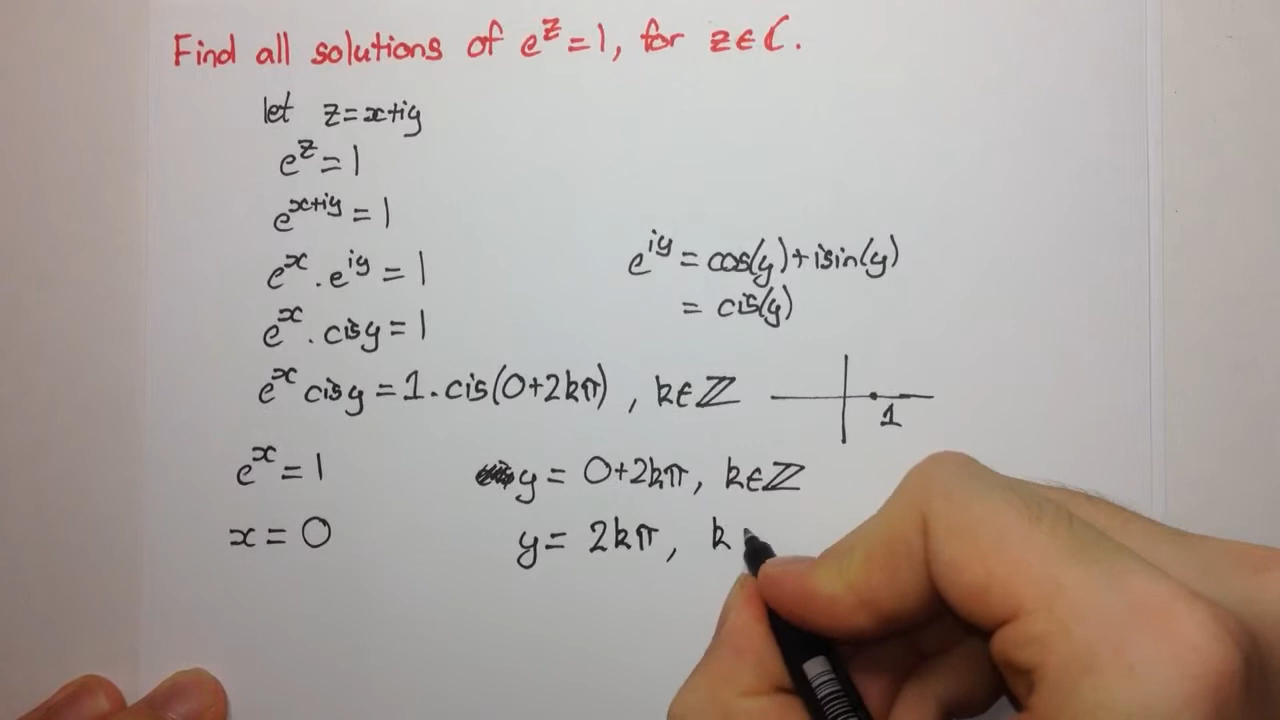 Find all solutions of e^z = 1, for z∈ℂ.
let z = x+iy
e^z = 1
e^{x+iy} = 1
e^x . e^{iy} = 1
e^{iy} = cos(y) + isin(y)
= cis(y)
e^x . cisy = 1
e^x cisy = 1 . cis(0+2kπ) , k∈ℤ
1
e^x = 1
y = 0+2kπ, k∈ℤ
x = 0
y = 2kπ, k